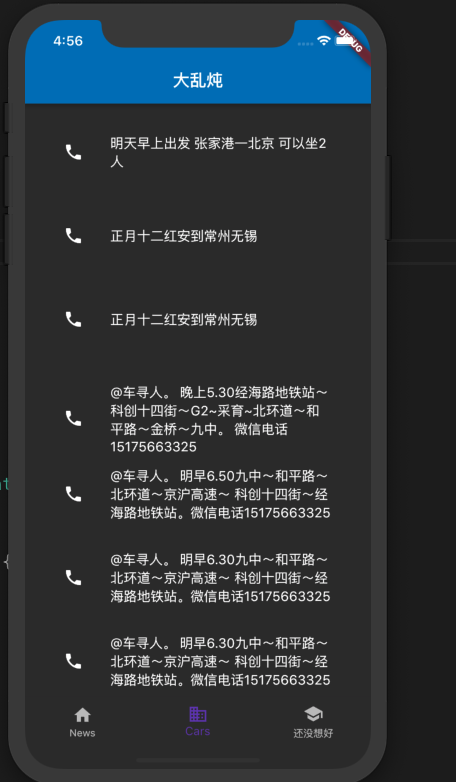 4:56
DEBUG
大乱炖
明天早上出发 张家港一北京 可以坐2
人
正月十二红安到常州无锡
正月十二红安到常州无锡
@车寻人。 晚上5.30经海路地铁站～
科创十四街～G2~采育~北环道～和
平路～金桥～九中。 微信电话
15175663325
@车寻人。 明早6.50九中～和平路～
北环道～京沪高速～ 科创十四街～经
海路地铁站。微信电话15175663325
@车寻人。 明早6.30九中～和平路～
北环道～京沪高速～ 科创十四街～经
海路地铁站。微信电话15175663325
@车寻人。 明早6.30九中～和平路～
北环道～京沪高速～ 科创十四街～经
海路地铁站。微信电话15175663325
News
Cars
还没想好